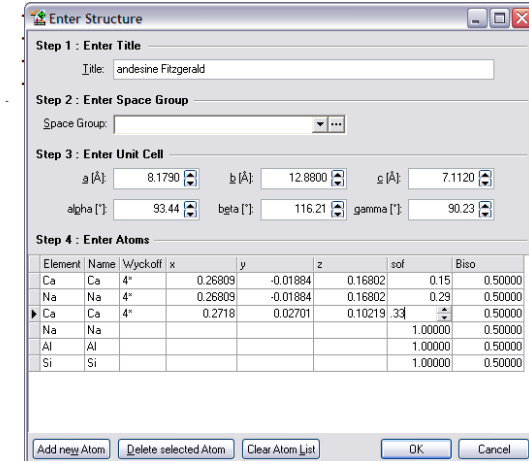 Enter Structure
Step 1 : Enter Title
Title: andesine Fitzgerald
Step 2 : Enter Space Group
Space Group: ...
Step 3 : Enter Unit Cell
a [Å]: 8.1790 b [Å]: 12.8800 c [Å]: 7.1120
alpha [°]: 93.44 beta [°]: 116.21 gamma [°]: 90.23
Step 4 : Enter Atoms
Element Name Wyckoff x y z sof Biso
Ca Ca 4* 0.26809 -0.01884 0.16802 0.15 0.50000
Na Na 4* 0.26809 -0.01884 0.16802 0.29 0.50000
Ca Ca 4* 0.2718 0.02701 0.10219 .33 0.50000
Na Na 1.00000 0.50000
Al Al 1.00000 0.50000
Si Si 1.00000 0.50000
Add new Atom Delete selected Atom Clear Atom List OK Cancel